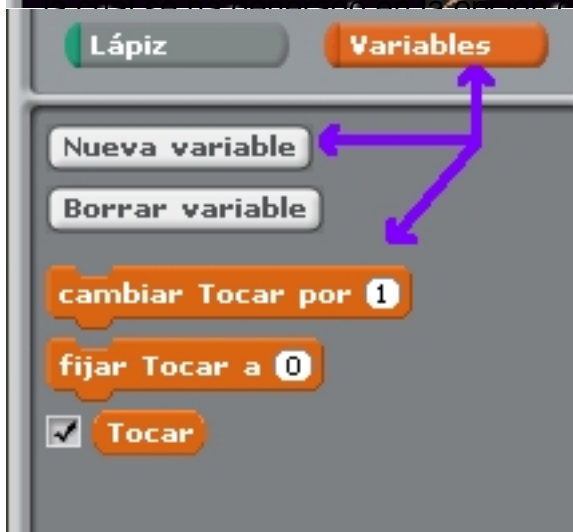 Lápiz Variables
Nueva variable
Borrar variable
cambiar Tocar por 1
fijar Tocar a 0
Tocar